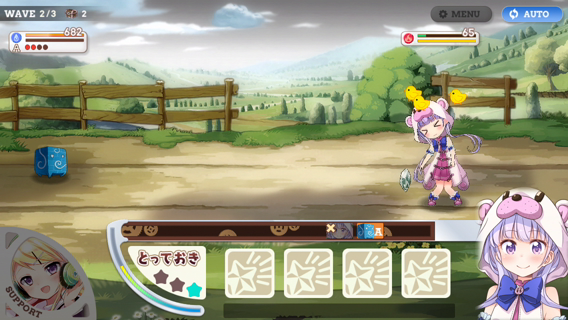 WAVE 2/3 2
MENU
AUTO
682
A
65
A
とっておき
SUPPORT